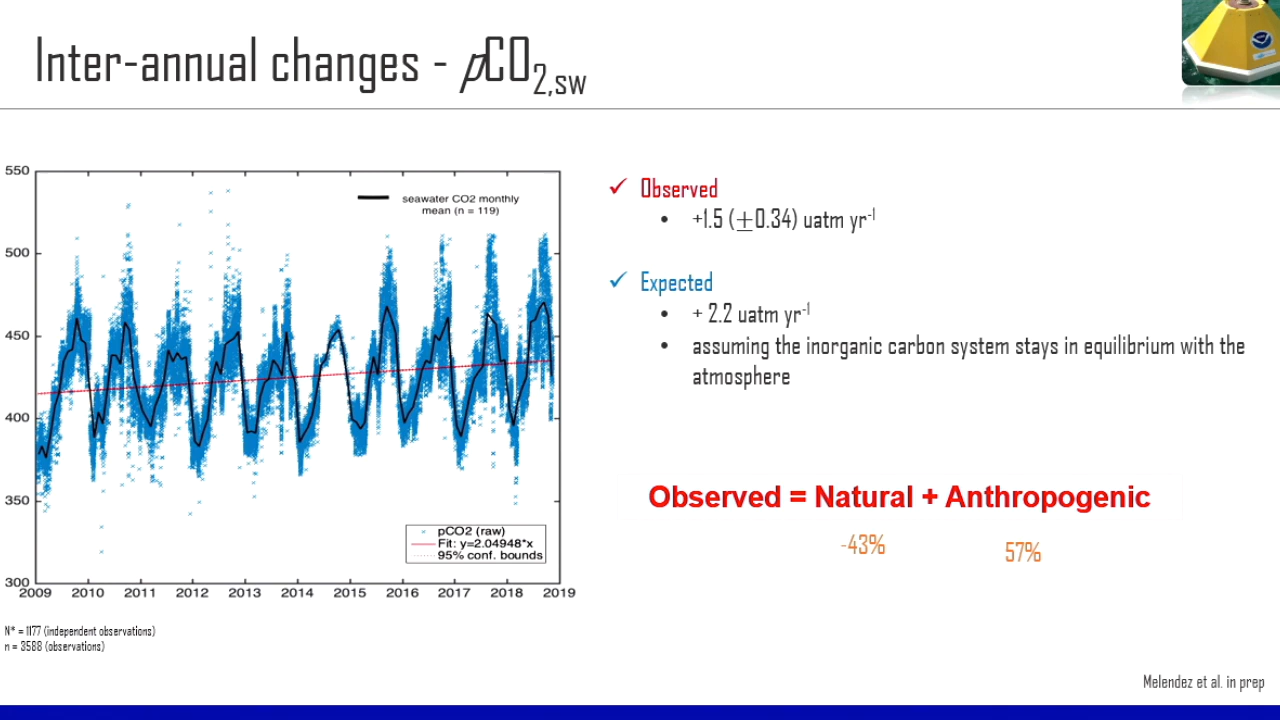 Inter-annual changes - pCO2,sw
550
500
450
400
350
300
2009 2010 2011 2012 2013 2014 2015 2016 2017 2018 2019
seawater CO2 monthly
mean (n = 119)
pCO2 (raw)
Fit: y=2.04948*x
95% conf. bounds
N* = 1177 (independent observations)
n = 3588 (observations)
✓ Observed
• +1.5 (±0.34) uatm yr-1
✓ Expected
• + 2.2 uatm yr-1
• assuming the inorganic carbon system stays in equilibrium with the
atmosphere
Observed = Natural + Anthropogenic
-43% 57%
Melendez et al. in prep